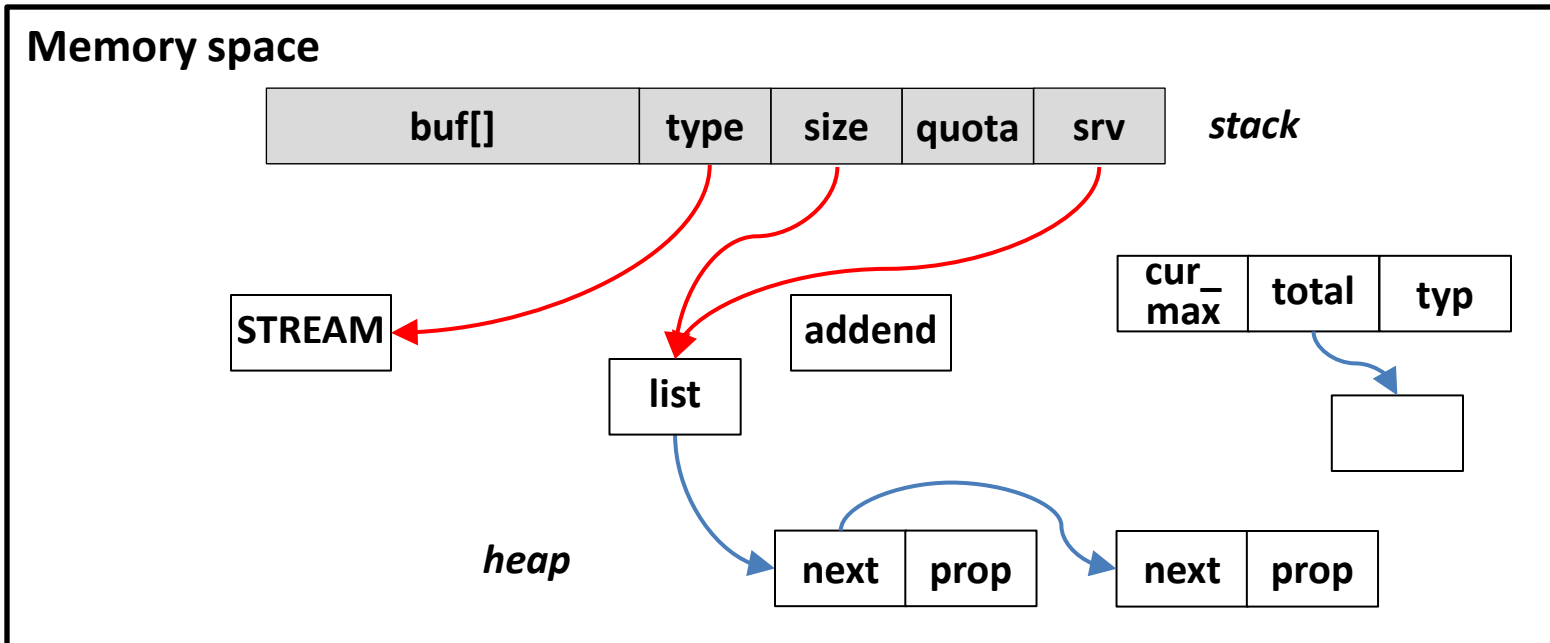 Memory space
buf[] type size quota srv stack
cur_
max total typ
STREAM addend
list
heap
next prop next prop